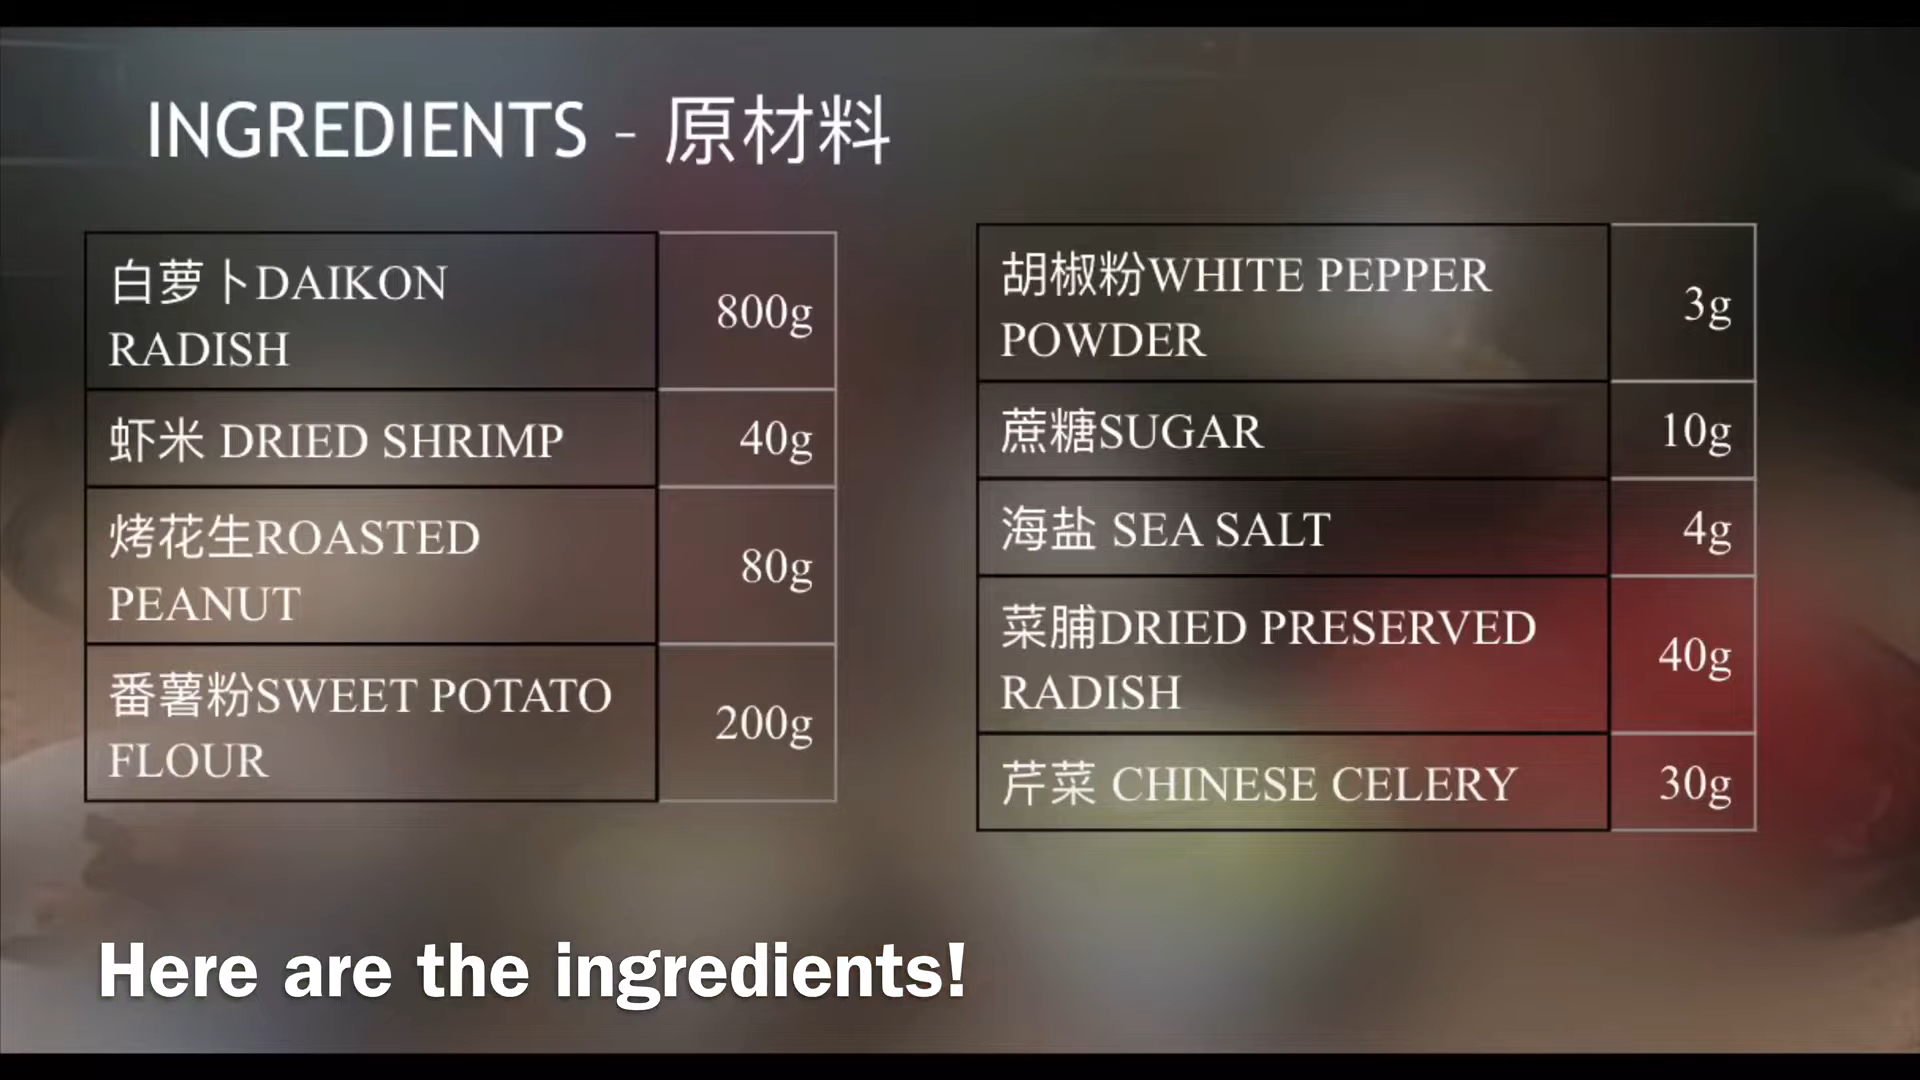 INGREDIENTS - 原材料
白萝卜DAIKON
RADISH
800g
虾米 DRIED SHRIMP
40g
烤花生ROASTED
PEANUT
80g
番薯粉SWEET POTATO
FLOUR
200g
胡椒粉WHITE PEPPER
POWDER
3g
蔗糖SUGAR
10g
海盐 SEA SALT
4g
菜脯DRIED PRESERVED
RADISH
40g
芹菜 CHINESE CELERY
30g
Here are the ingredients!